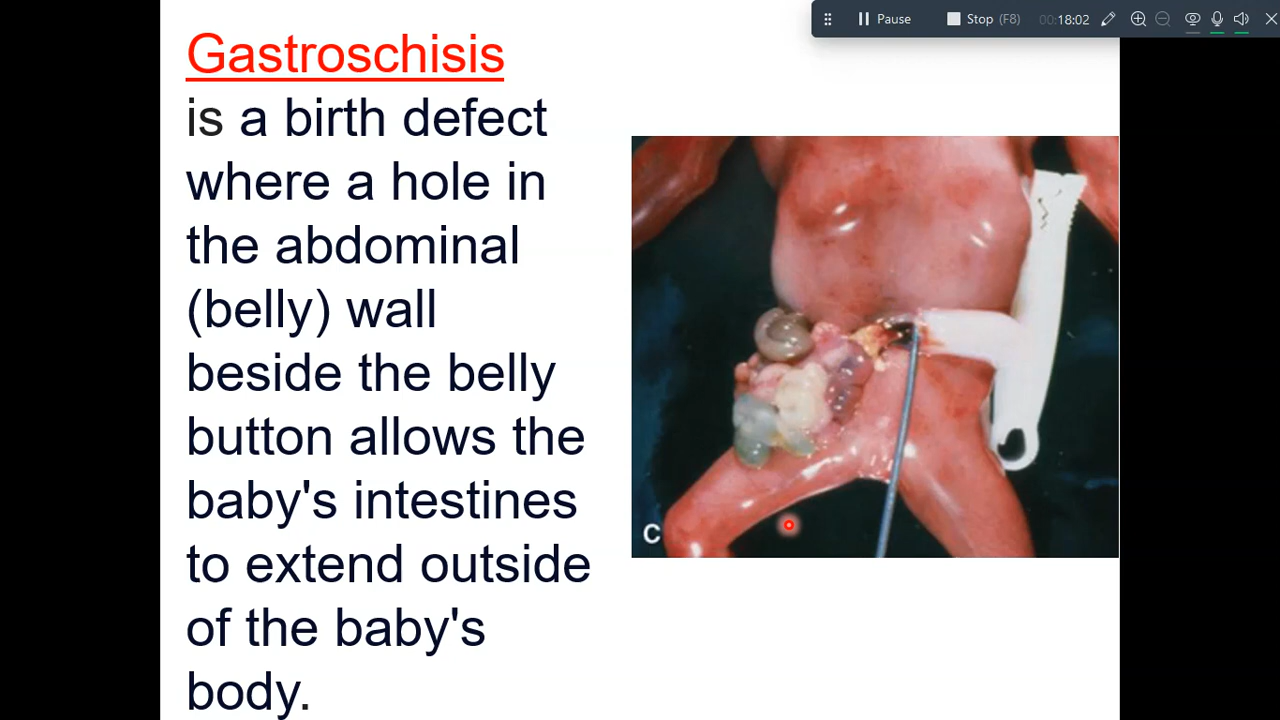 Pause
Stop (F8)
00:18:02
Gastroschisis
is a birth defect
where a hole in
the abdominal
(belly) wall
beside the belly
button allows the
baby's intestines
to extend outside
of the baby's
body.
C